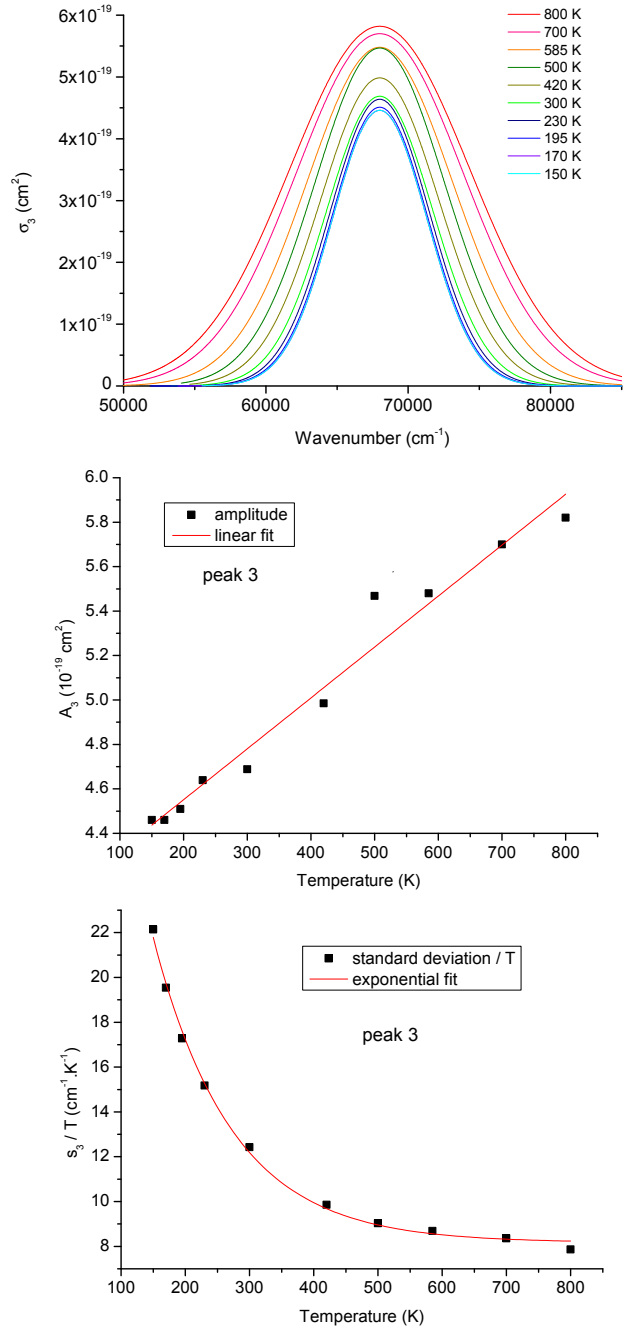 6x10⁻¹⁹
5x10⁻¹⁹
4x10⁻¹⁹
3x10⁻¹⁹
2x10⁻¹⁹
1x10⁻¹⁹
0
σ₃ (cm²)
800 K
700 K
585 K
500 K
420 K
300 K
230 K
195 K
170 K
150 K
50000 60000 70000 80000
Wavenumber (cm⁻¹)
6.0
5.8
5.6
5.4
5.2
5.0
4.8
4.6
4.4
A₃ (10⁻¹⁹ cm²)
amplitude
linear fit
peak 3
100 200 300 400 500 600 700 800
Temperature (K)
22
20
18
16
14
12
10
8
s₃ / T (cm⁻¹.K⁻¹)
standard deviation / T
exponential fit
peak 3
100 200 300 400 500 600 700 800
Temperature (K)